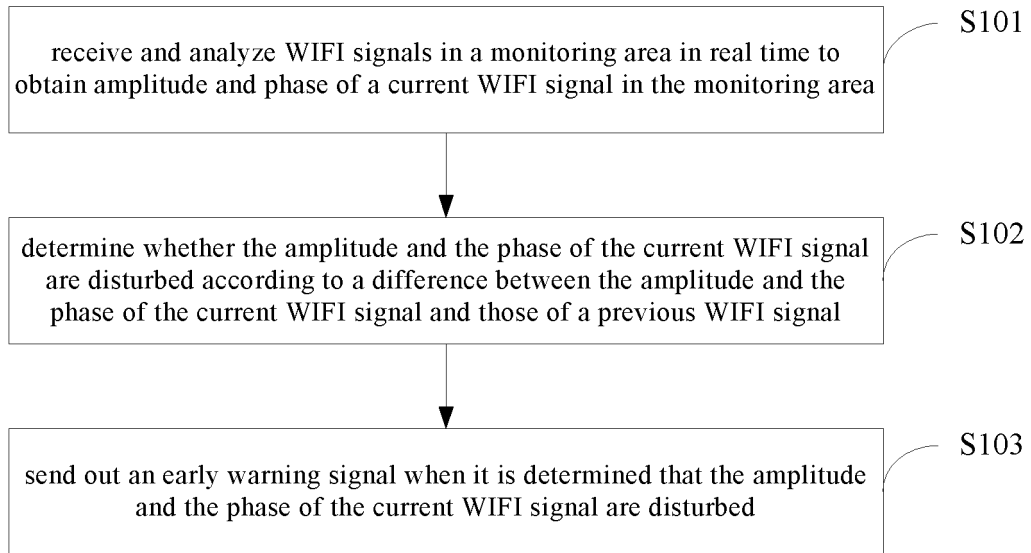 S101
receive and analyze WIFI signals in a monitoring area in real time to
obtain amplitude and phase of a current WIFI signal in the monitoring area
S102
determine whether the amplitude and the phase of the current WIFI signal
are disturbed according to a difference between the amplitude and the
phase of the current WIFI signal and those of a previous WIFI signal
S103
send out an early warning signal when it is determined that the amplitude
and the phase of the current WIFI signal are disturbed